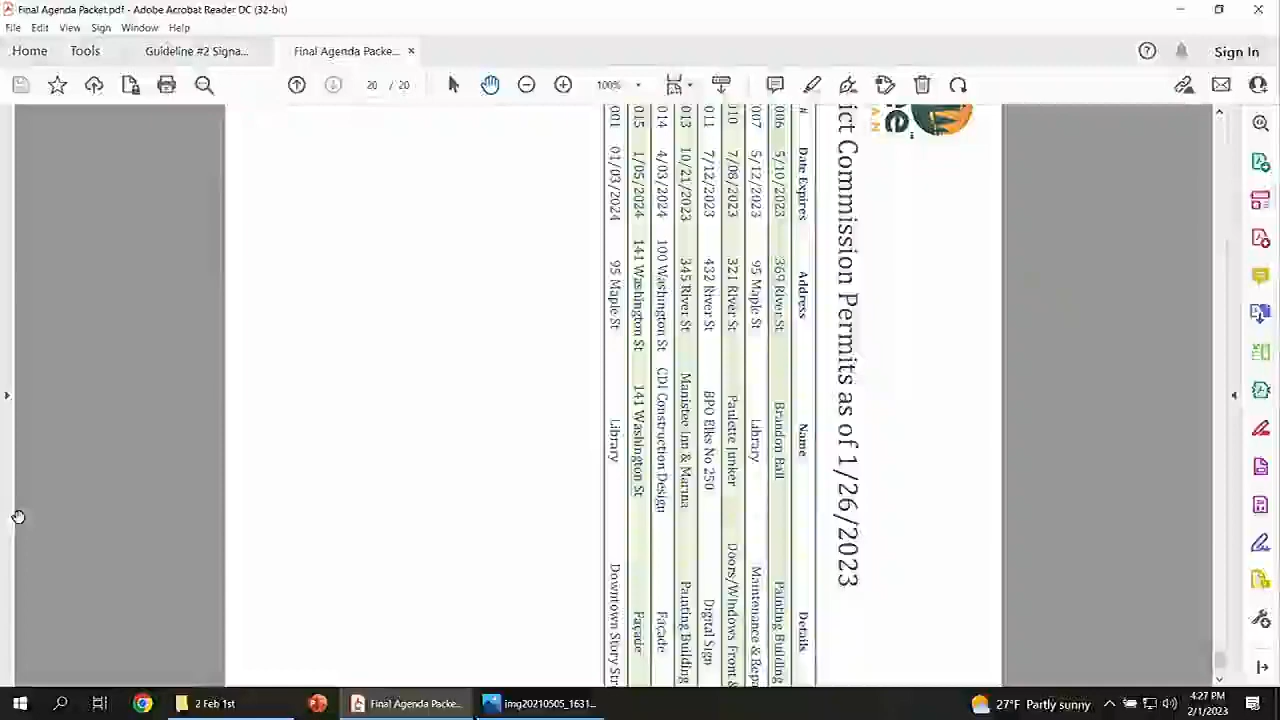 Final Agenda Packet.pdf - Adobe Acrobat Reader DC (32-bit)
File Edit View Sign Window Help
Home Tools Guideline #2 Signa... Final Agenda Packe... × Sign In
20 / 20 100%
ict Commission Permits as of 1/26/2023
# Date Expires Address Name Details
006 5/10/2023 369 River St Brandon Ball Painting Building
007 5/12/2023 95 Maple St Library Maintenance & Repa
010 7/08/2023 321 River St Paulette Junker Doors/Windows Front &
011 7/12/2023 432 River St BPO Elks No 250 Digital Sign
013 10/21/2023 345 River St Manistee Inn & Marina Painting Building
014 4/03/2024 100 Washington St CDI Construction Design Façade
015 1/05/2024 141 Washington St 141 Washington St Façade
001 01/03/2024 95 Maple St Library Downtown Story Str
2 Feb 1st Final Agenda Packe... img20210505_1631... 27°F Partly sunny 4:27 PM
2/1/2023